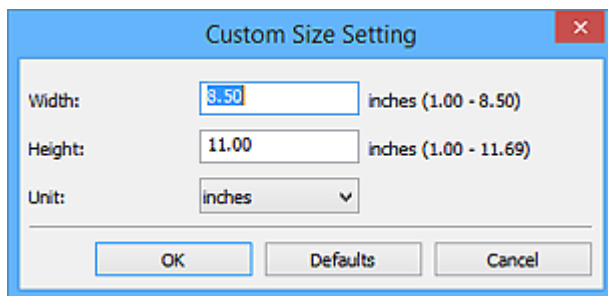 Custom Size Setting
Width: 8.50 inches (1.00 - 8.50)
Height: 11.00 inches (1.00 - 11.69)
Unit: inches
OK Defaults Cancel